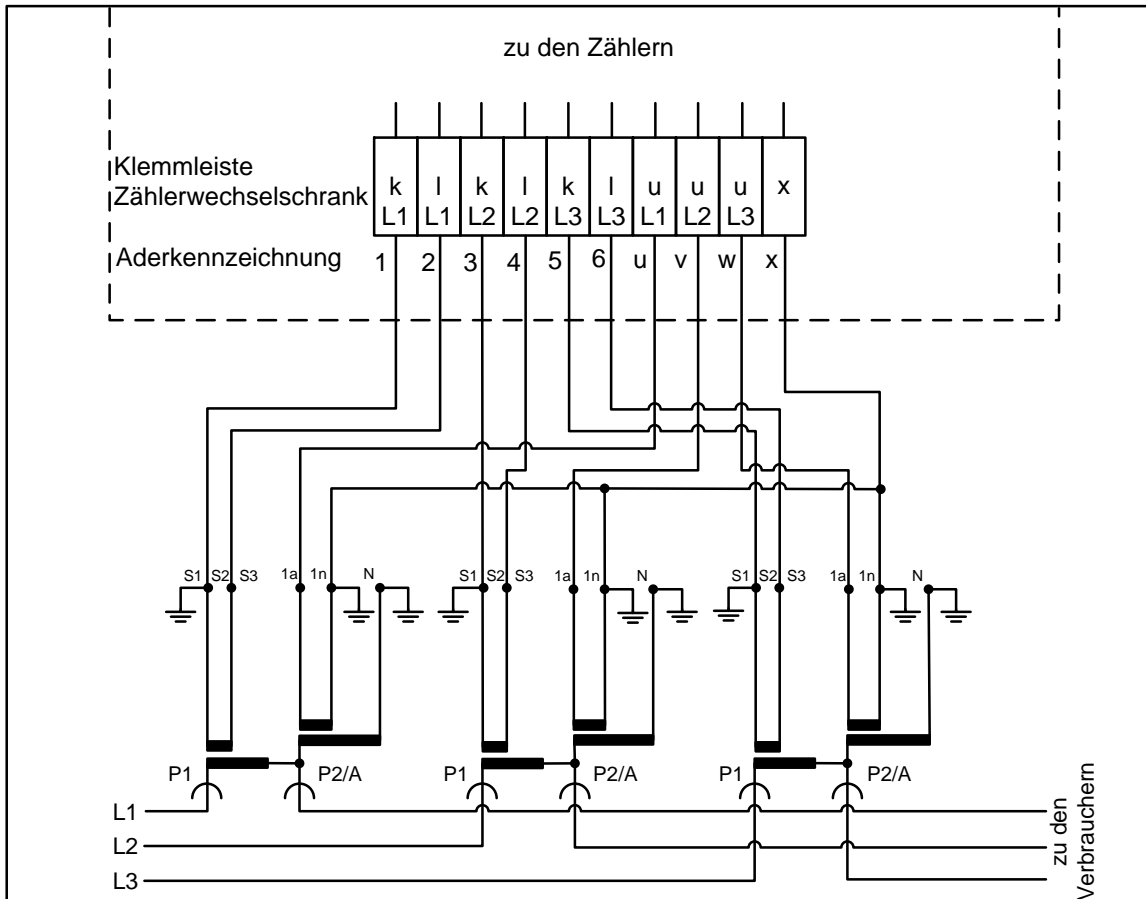 zu den Zählern
Klemmleiste
Zählerwechselschrank
k l k l k l u u u x
L1 L1 L2 L2 L3 L3 L1 L2 L3
Aderkennzeichnung 1 2 3 4 5 6 u v w x
S1 S2 S3 1a 1n N S1 S2 S3 1a 1n N S1 S2 S3 1a 1n N
P1 P2/A P1 P2/A P1 P2/A
L1
L2
L3
zu den
Verbrauchern